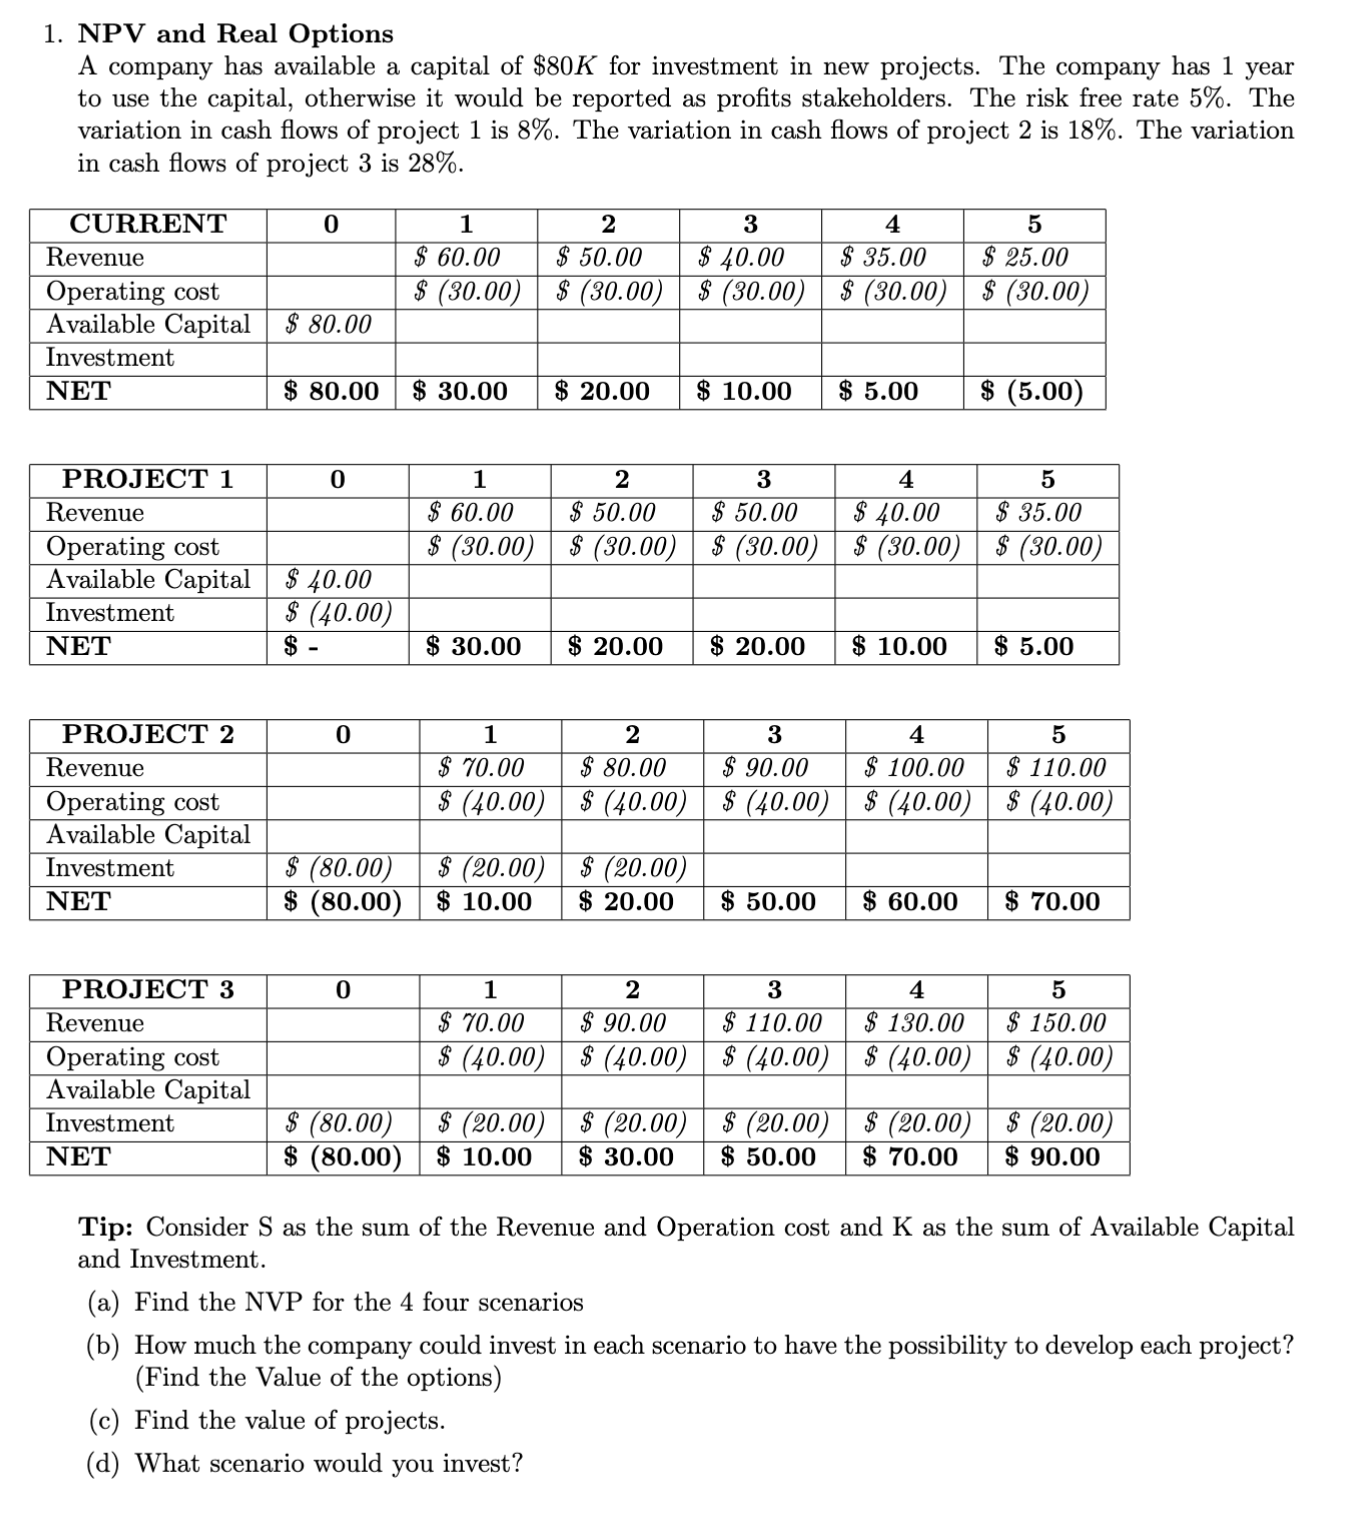 1. NPV and Real Options
A company has available a capital of $80K for investment in new projects. The company has 1 year
to use the capital, otherwise it would be reported as profits stakeholders. The risk free rate 5%. The
variation in cash flows of project 1 is 8%. The variation in cash flows of project 2 is 18%. The variation
in cash flows of project 3 is 28%.
CURRENT 0 1 2 3 4 5
Revenue $ 60.00 $ 50.00 $ 40.00 $ 35.00 $ 25.00
Operating cost $ (30.00) $ (30.00) $ (30.00) $ (30.00) $ (30.00)
Available Capital $ 80.00
Investment
NET $ 80.00 $ 30.00 $ 20.00 $ 10.00 $ 5.00 $ (5.00)
PROJECT 1 0 1 2 3 4 5
Revenue $ 60.00 $ 50.00 $ 50.00 $ 40.00 $ 35.00
Operating cost $ (30.00) $ (30.00) $ (30.00) $ (30.00) $ (30.00)
Available Capital $ 40.00
Investment $ (40.00)
NET $ - $ 30.00 $ 20.00 $ 20.00 $ 10.00 $ 5.00
PROJECT 2 0 1 2 3 4 5
Revenue $ 70.00 $ 80.00 $ 90.00 $ 100.00 $ 110.00
Operating cost $ (40.00) $ (40.00) $ (40.00) $ (40.00) $ (40.00)
Available Capital
Investment $ (80.00) $ (20.00) $ (20.00)
NET $ (80.00) $ 10.00 $ 20.00 $ 50.00 $ 60.00 $ 70.00
PROJECT 3 0 1 2 3 4 5
Revenue $ 70.00 $ 90.00 $ 110.00 $ 130.00 $ 150.00
Operating cost $ (40.00) $ (40.00) $ (40.00) $ (40.00) $ (40.00)
Available Capital
Investment $ (80.00) $ (20.00) $ (20.00) $ (20.00) $ (20.00) $ (20.00)
NET $ (80.00) $ 10.00 $ 30.00 $ 50.00 $ 70.00 $ 90.00
Tip: Consider S as the sum of the Revenue and Operation cost and K as the sum of Available Capital
and Investment.
(a) Find the NVP for the 4 four scenarios
(b) How much the company could invest in each scenario to have the possibility to develop each project?
(Find the Value of the options)
(c) Find the value of projects.
(d) What scenario would you invest?